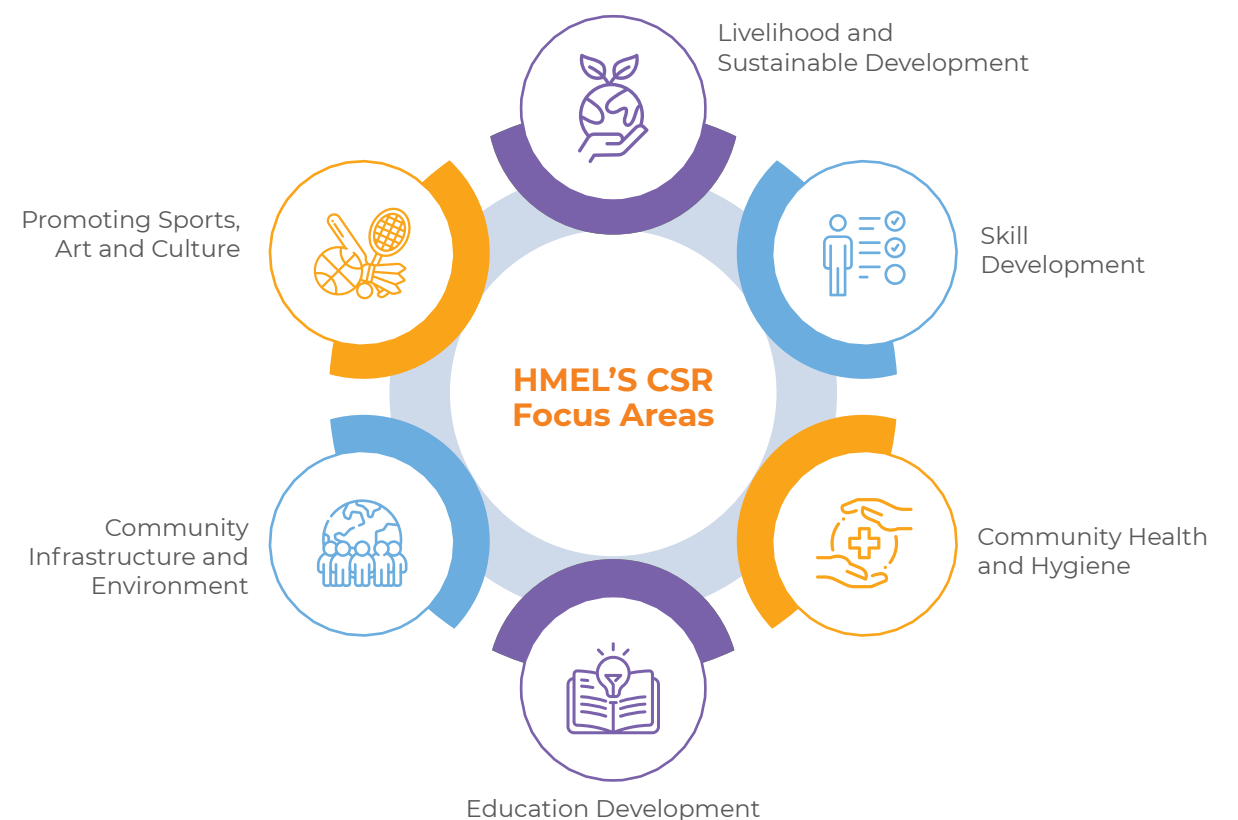 Livelihood and
Sustainable Development
Promoting Sports,
Art and Culture
Skill
Development
HMEL’S CSR
Focus Areas
Community
Infrastructure and
Environment
Community Health
and Hygiene
Education Development